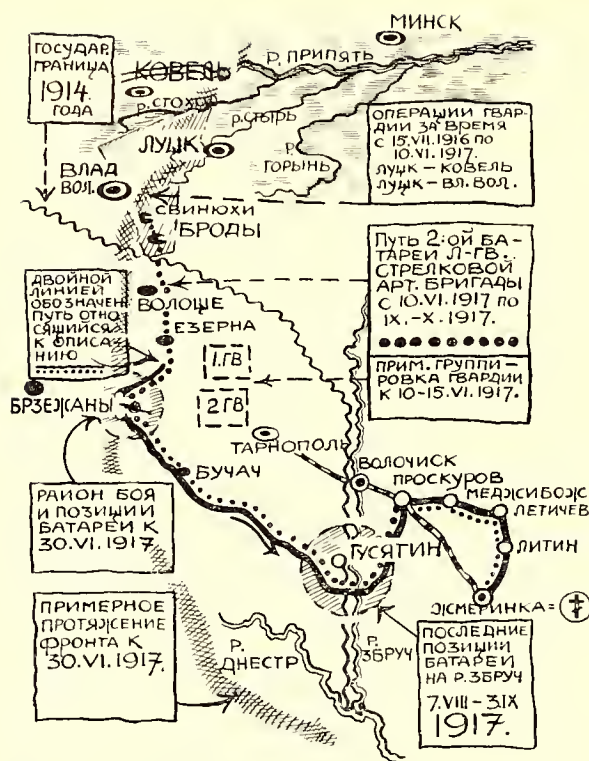 МИНСК
ГОСУДАР.
ГРАНИЦА
1914.
ГОДА
Р. ПРИПЯТЬ
КОВЕЛЬ
Р. СТОХОД
Р. СТЫРЬ
Р.
ГОРЫНЬ
ЛУЦК
ВЛАД
ВОЛ.
ОПЕРАЦИИ ГВАР-
ДИИ ЗА ВРЕМЯ
С 15.VII.1916 ПО
10.VI. 1917.
ЛУЦК – КОВЕЛЬ
ЛУЦК – ВЛ. ВОЛ.
СВИНЮХИ
БРОДЫ
ПУТЬ 2:ОЙ БА-
ТАРЕИ Л-ГВ.
СТРЕЛКОВОЙ
АРТ. БРИГАДЫ
С 10.VI.1917 ПО
IX.-X. 1917.
ПРИМ. ГРУППИ-
РОВКА ГВАРДИИ
К 10-15.VI.1917.
ДВОЙНОЙ
ЛИНИЕЙ
ОБОЗНАЧЕН
ПУТЬ ОТНО
СЯЩИЙСЯ
К ОПИСА-
НИЮ
ВОЛОЦЕ
ЕЗЕРНА
1.ГВ
2 ГВ
БРЗЕЖАНЫ
ТАРНОПОЛЬ
БУЧАЧ
ВОЛОЧИСК
ПРОСКУРОВ
МЕДЖИБОЖ
ЛЕТИЧЕВ
ЛИТИН
ЖМЕРИНКА =
РАЙОН БОЯ
И ПОЗИЦИИ
БАТАРЕИ К
30.VI.1917
ГУСЯТИН
ПРИМЕРНОЕ
ПРОТЯЖЕНИЕ
ФРОНТА К
30.VI.1917.
Р.
ДНЕСТР
Р.
ЗБРУЧ
ПОСЛЕДНИЕ
ПОЗИЦИИ
БАТАРЕИ
НА Р. ЗБРУЧ
7.VIII – 3.IX
1917.